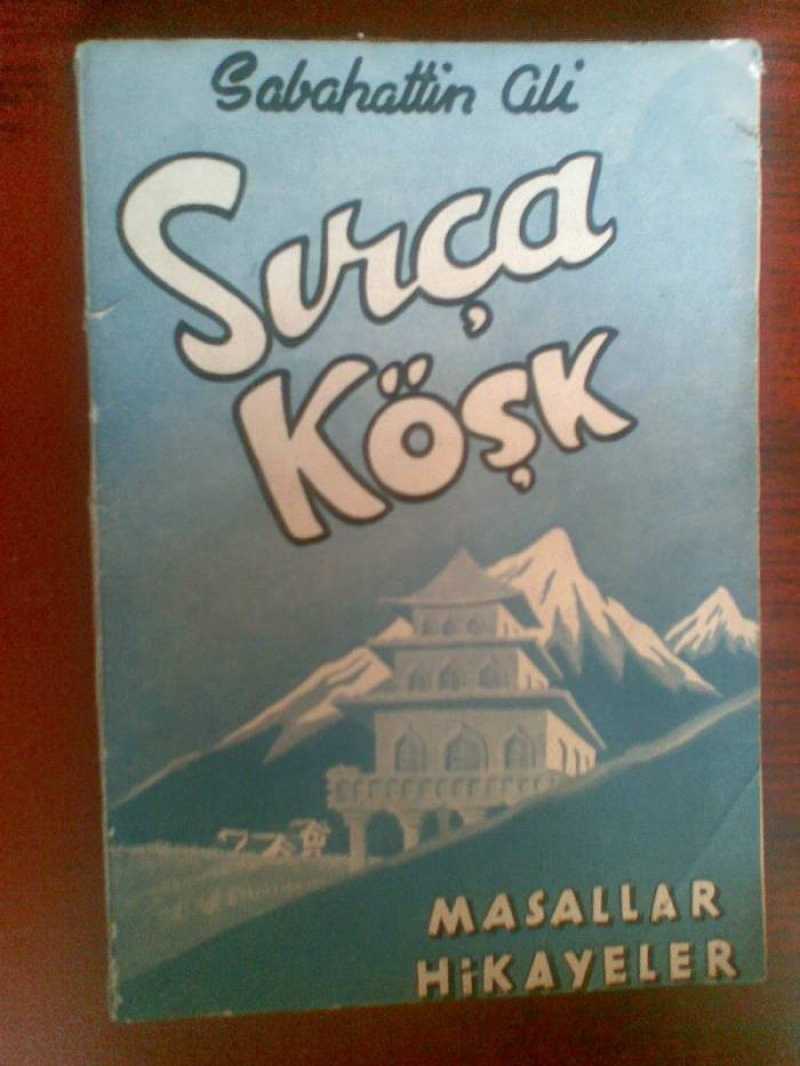 Sabahattin Ali
Sırça
Köşk
MASALLAR
HİKAYELER